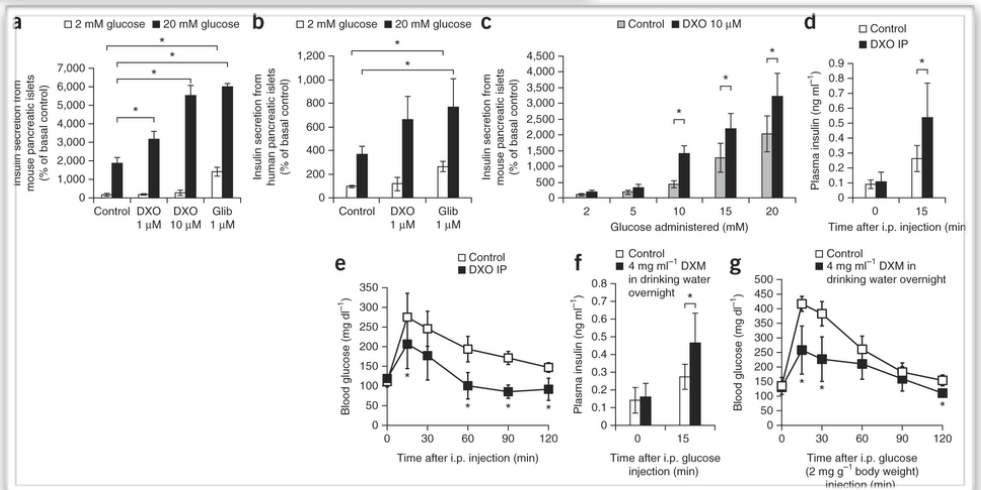 a
2 mM glucose 20 mM glucose
*
*
*
*
Insulin secretion from
mouse pancreatic islets
(% of basal control)
7,000
6,000
5,000
4,000
3,000
2,000
1,000
0
Control DXO 1 μM DXO 10 μM Glib 1 μM
b
2 mM glucose 20 mM glucose
*
*
Insulin secretion from
human pancreatic islets
(% of basal control)
1,200
1,000
800
600
400
200
0
Control DXO 1 μM Glib 1 μM
c
Control DXO 10 μM
*
*
*
Insulin secretion from
mouse pancreatic islets
(% of basal control)
4,500
4,000
3,500
3,000
2,500
2,000
1,500
1,000
500
0
2 5 10 15 20
Glucose administered (mM)
d
Control
DXO IP
*
Plasma insulin (ng ml⁻¹)
0.9
0.8
0.7
0.6
0.5
0.4
0.3
0.2
0.1
0
0 15
Time after i.p. injection (min
e
Control
DXO IP
Blood glucose (mg dl⁻¹)
350
300
250
200
150
100
50
0
* * * *
0 30 60 90 120
Time after i.p. injection (min)
f
Control
4 mg ml⁻¹ DXM
in drinking water
overnight
*
Plasma insulin (ng ml⁻¹)
0.8
0.7
0.6
0.5
0.4
0.3
0.2
0.1
0
0 15
Time after i.p. glucose
injection (min)
g
Control
4 mg ml⁻¹ DXM in
drinking water overnight
Blood glucose (mg dl⁻¹)
500
450
400
350
300
250
200
150
100
50
0
* * *
0 30 60 90 120
Time after i.p. glucose
(2 mg g⁻¹ body weight)
injection (min)